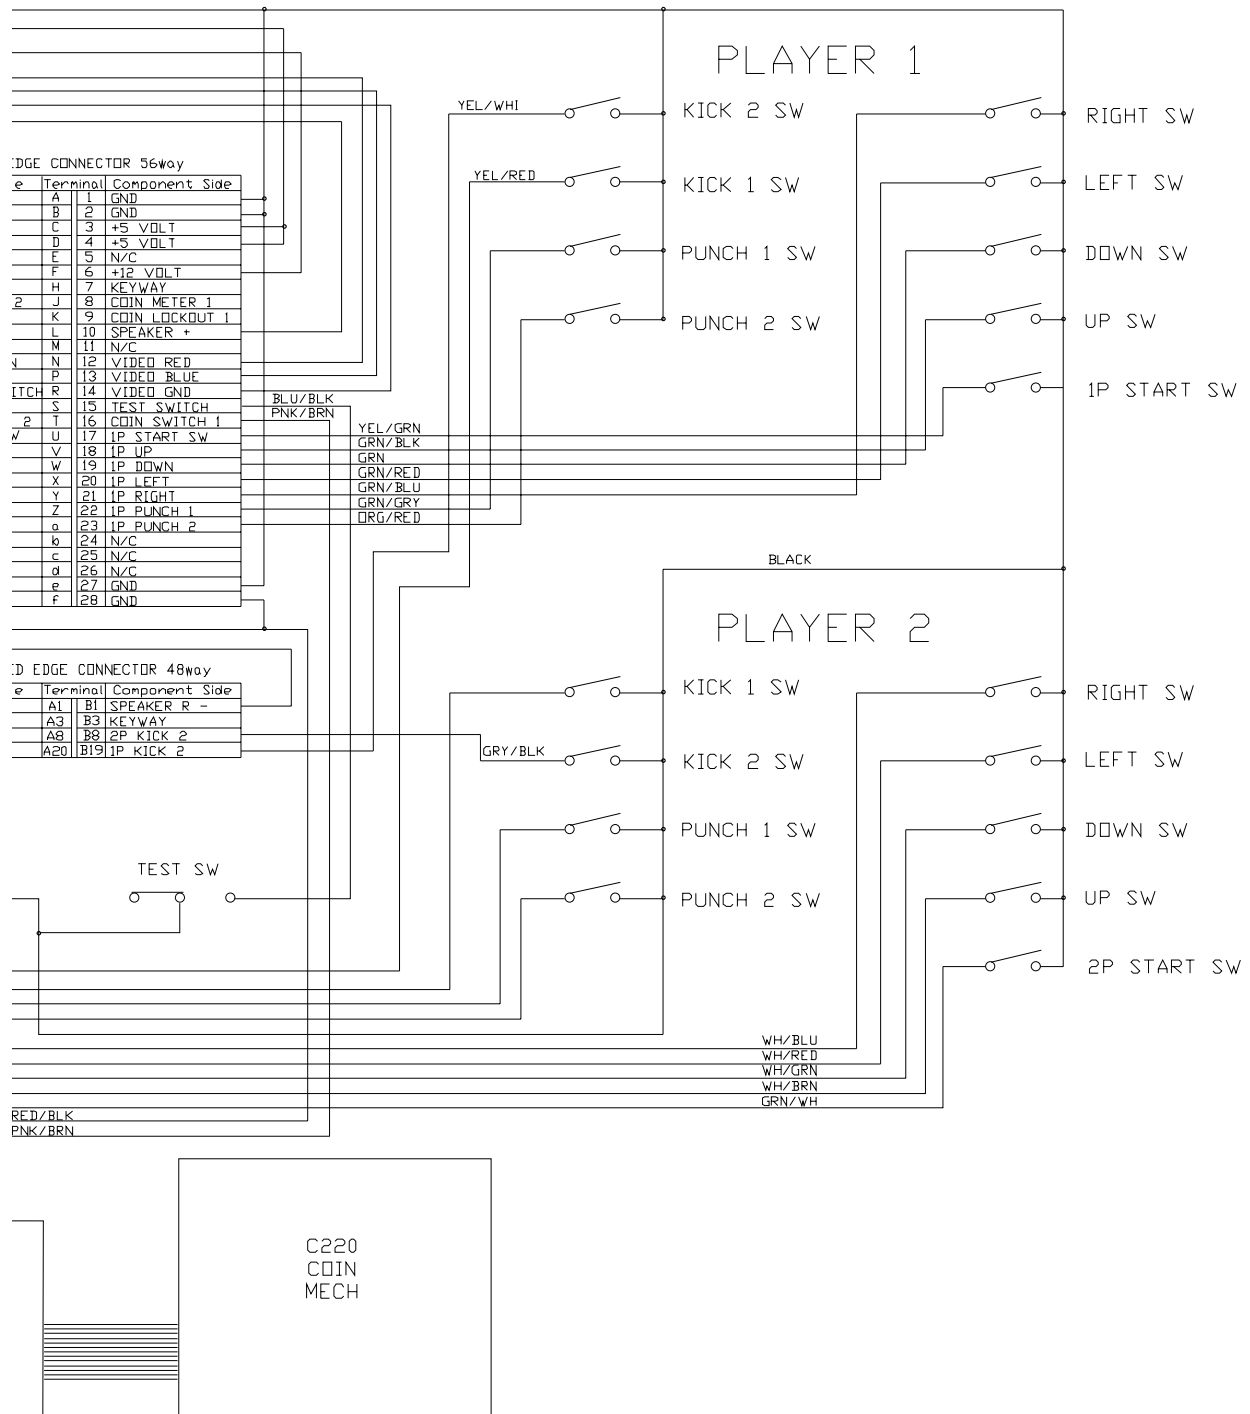 PLAYER 1
YEL/WHI
KICK 2 SW
RIGHT SW
YEL/RED
KICK 1 SW
LEFT SW
PUNCH 1 SW
DOWN SW
PUNCH 2 SW
UP SW
1P START SW
EDGE CONNECTOR 56way
e Terminal Component Side
A 1 GND
B 2 GND
C 3 +5 VOLT
D 4 +5 VOLT
E 5 N/C
F 6 +12 VOLT
H 7 KEYWAY
2 J 8 COIN METER 1
K 9 COIN LOCKOUT 1
L 10 SPEAKER +
M 11 N/C
N N 12 VIDEO RED
P 13 VIDEO BLUE
ITCH R 14 VIDEO GND
S 15 TEST SWITCH
2 T 16 COIN SWITCH 1
W U 17 1P START SW
V 18 1P UP
W 19 1P DOWN
X 20 1P LEFT
Y 21 1P RIGHT
Z 22 1P PUNCH 1
a 23 1P PUNCH 2
b 24 N/C
c 25 N/C
d 26 N/C
e 27 GND
f 28 GND
BLU/BLK
PNK/BRN
YEL/GRN
GRN/BLK
GRN
GRN/RED
GRN/BLU
GRN/GRY
ORG/RED
BLACK
PLAYER 2
ED EDGE CONNECTOR 48way
e Terminal Component Side
A1 B1 SPEAKER R -
A3 B3 KEYWAY
A8 B8 2P KICK 2
A20 B19 1P KICK 2
KICK 1 SW
RIGHT SW
GRY/BLK
KICK 2 SW
LEFT SW
PUNCH 1 SW
DOWN SW
TEST SW
PUNCH 2 SW
UP SW
2P START SW
WH/BLU
WH/RED
WH/GRN
WH/BRN
GRN/WH
RED/BLK
PNK/BRN
C220
COIN
MECH